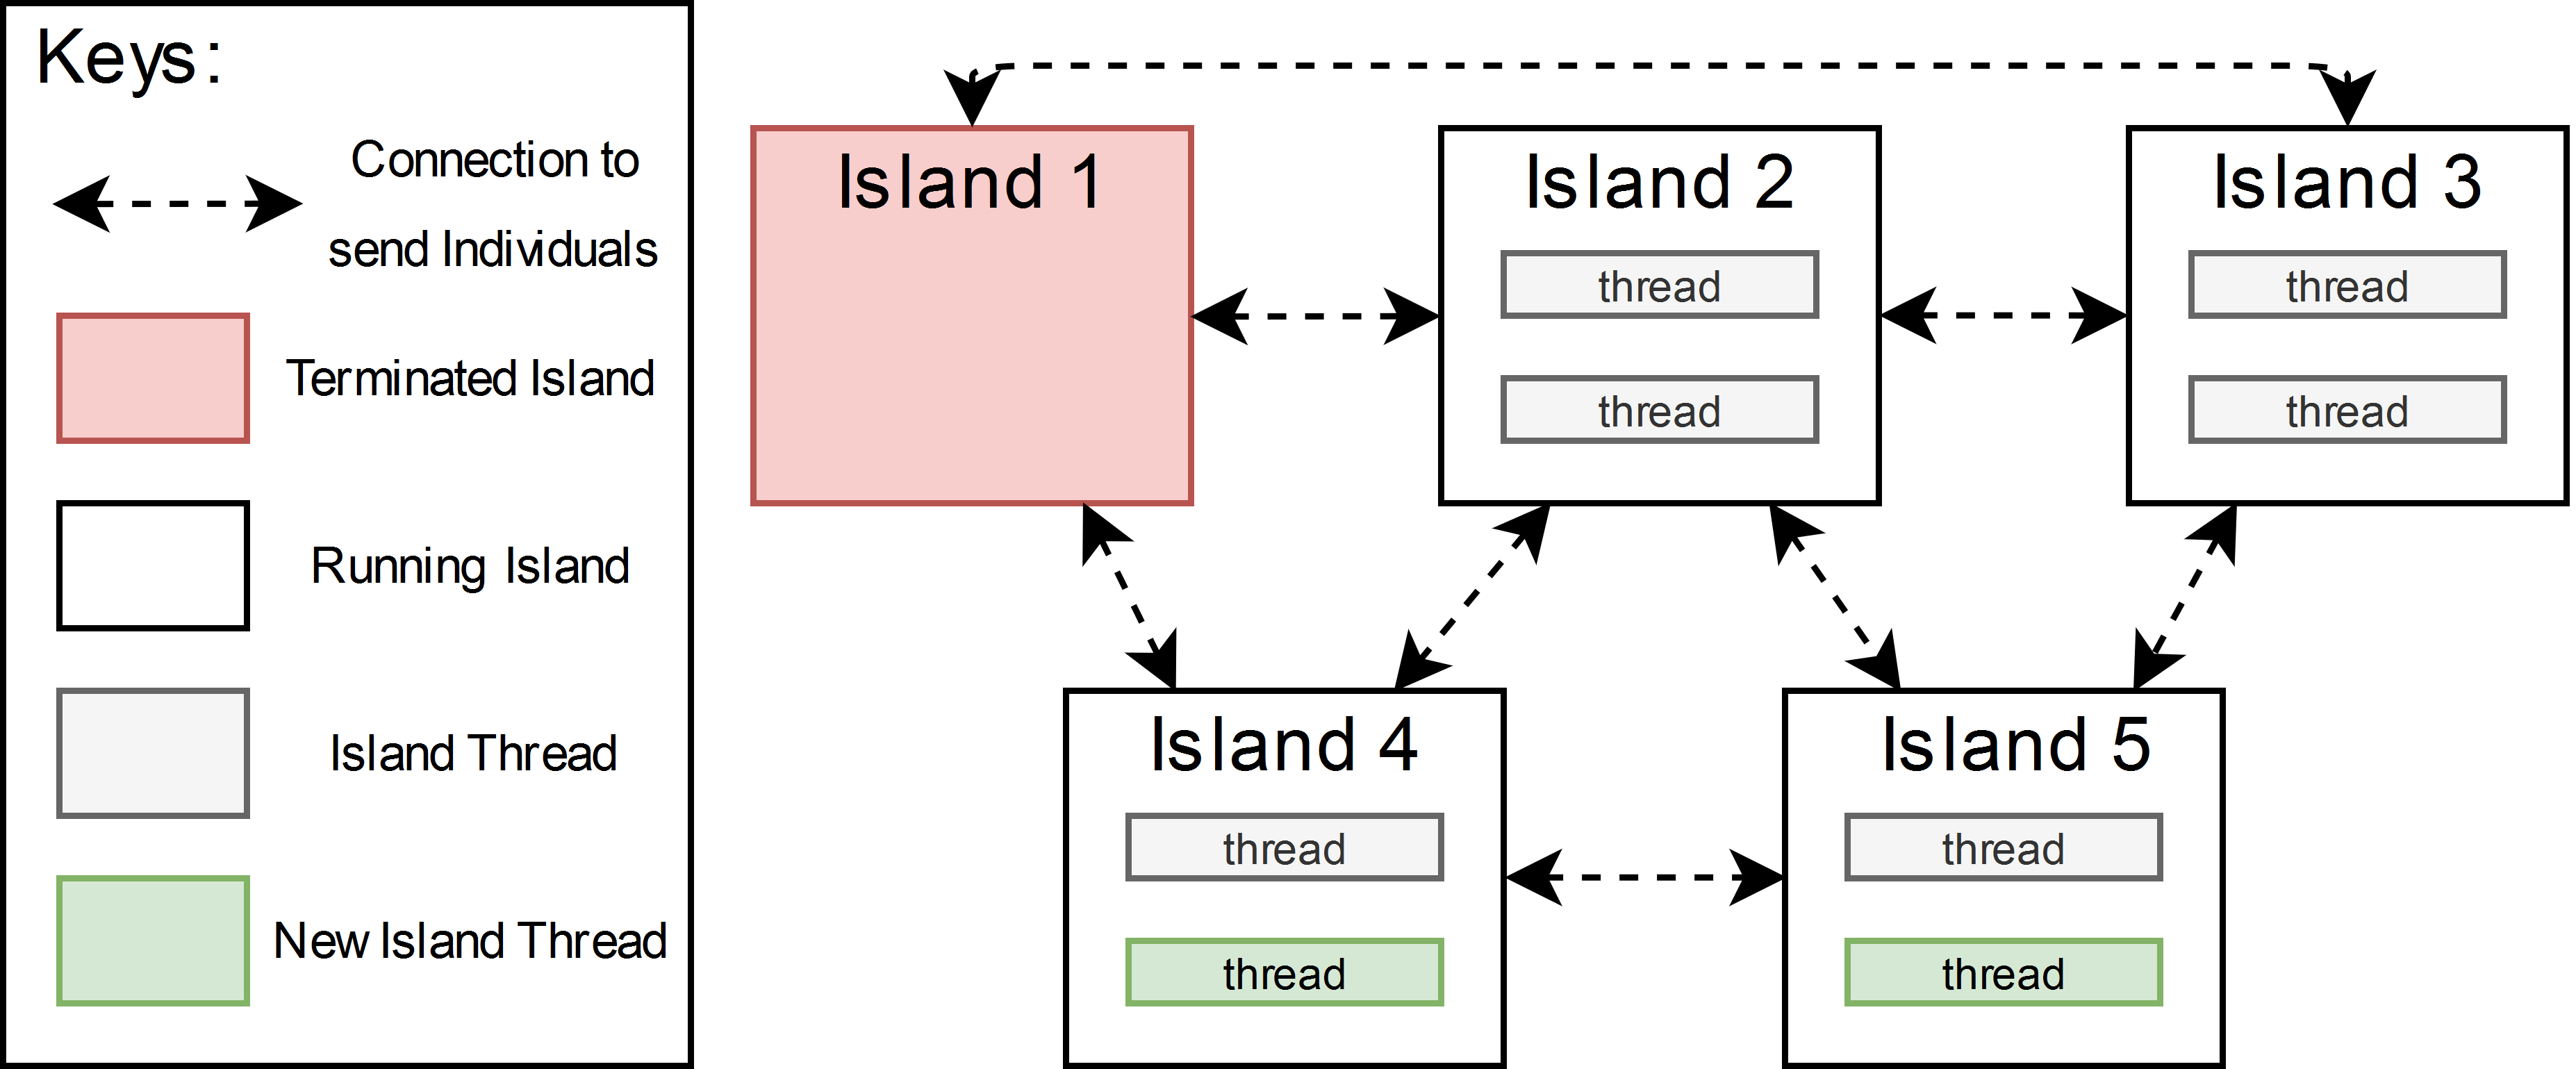 Keys:
Connection to
send Individuals
Terminated Island
Running Island
Island Thread
New Island Thread
Island 1
Island 2
thread
thread
Island 3
thread
thread
Island 4
thread
thread
Island 5
thread
thread